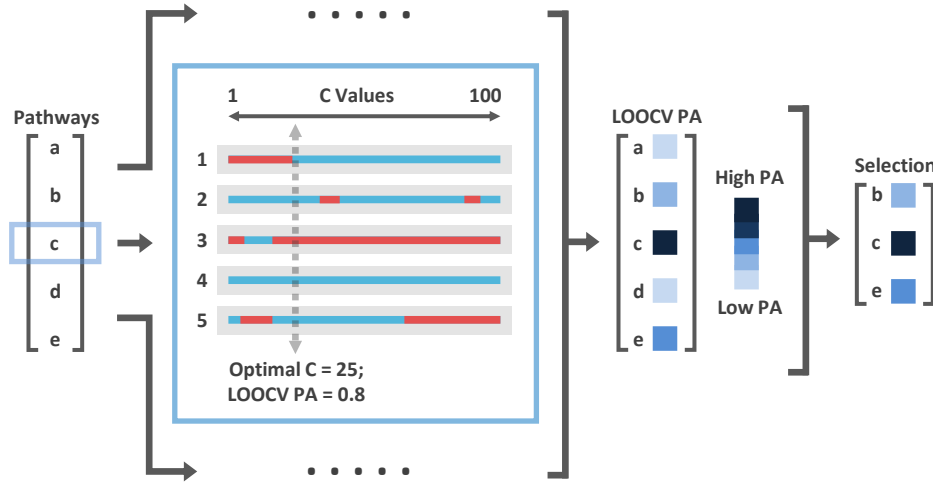 Pathways
a
b
c
d
e
1 C Values 100
1
2
3
4
5
Optimal C = 25;
LOOCV PA = 0.8
LOOCV PA
a
b
c
d
e
High PA
Low PA
Selection
b
c
e